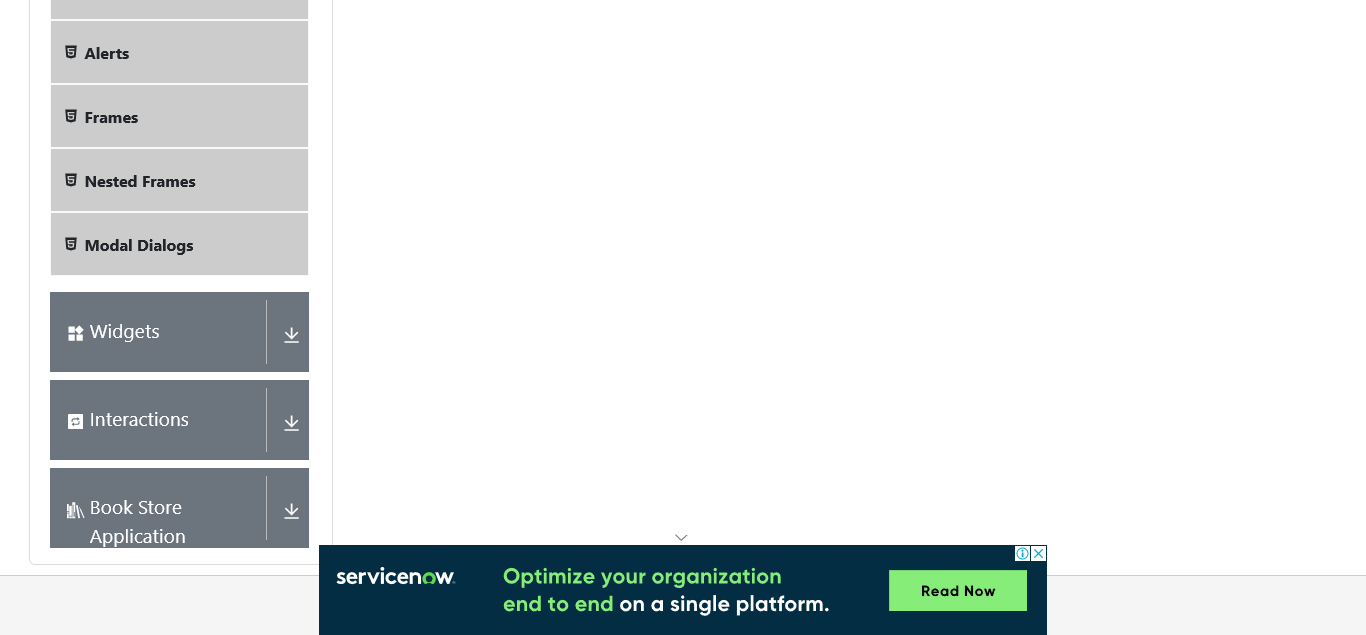 Alerts
Frames
Nested Frames
Modal Dialogs
Widgets
Interactions
Book Store
Application
servicenow
Optimize your organization
end to end on a single platform.
Read Now